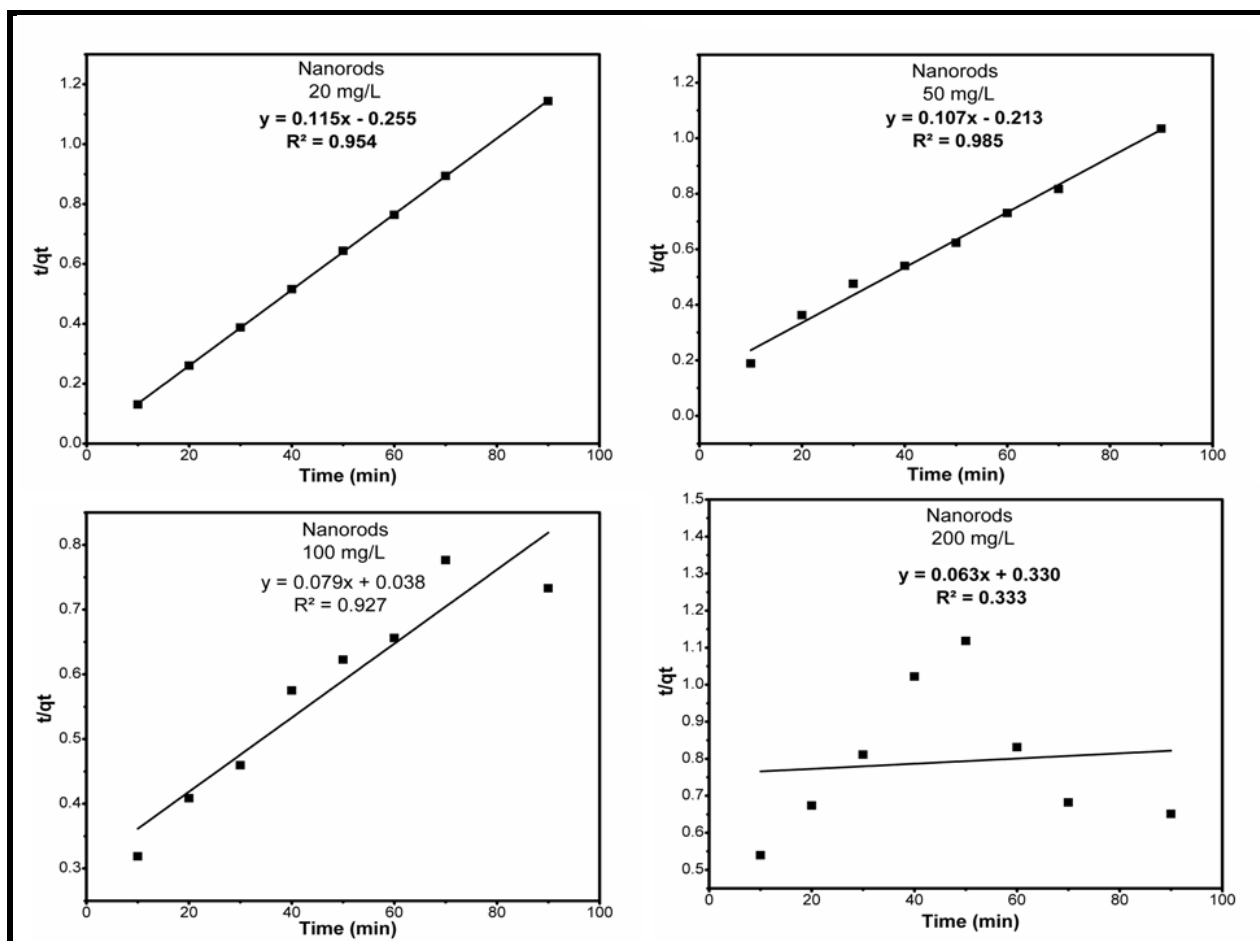 Nanorods
20 mg/L
y = 0.115x - 0.255
R² = 0.954
1.2
1.0
0.8
0.6
0.4
0.2
0.0
t/qt
0 20 40 60 80 100
Time (min)
Nanorods
50 mg/L
y = 0.107x - 0.213
R² = 0.985
1.2
1.0
0.8
0.6
0.4
0.2
0.0
t/qt
0 20 40 60 80 100
Time (min)
Nanorods
100 mg/L
y = 0.079x + 0.038
R² = 0.927
0.8
0.7
0.6
0.5
0.4
0.3
t/qt
0 20 40 60 80 100
Time (min)
Nanorods
200 mg/L
y = 0.063x + 0.330
R² = 0.333
1.5
1.4
1.3
1.2
1.1
1.0
0.9
0.8
0.7
0.6
0.5
t/qt
0 20 40 60 80 100
Time (min)